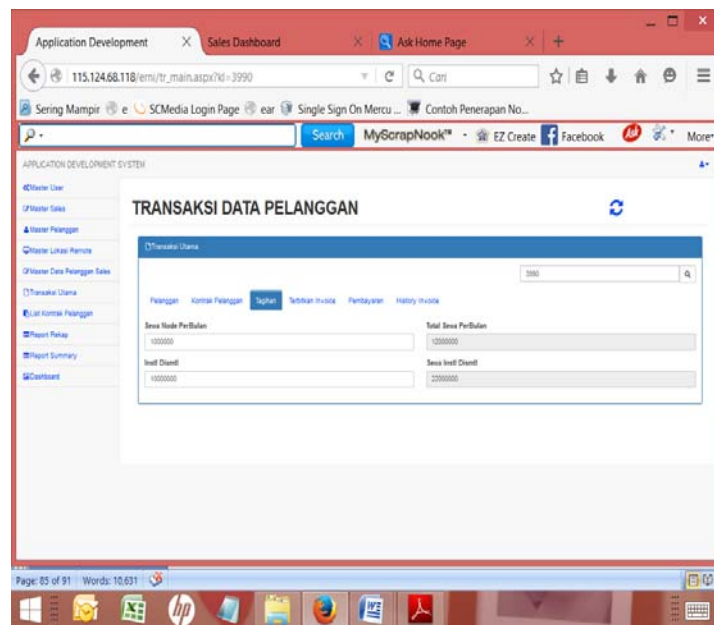 Application Development
Sales Dashboard
Ask Home Page
115.124.68.118/erni/tr_main.aspx?id=3990
Cari
Sering Mampir
e
SCMedia Login Page
ear
Single Sign On Mercu ...
Contoh Penerapan No...
Search
MyScrapNook™
EZ Create
Facebook
Ask
More
APPLICATION DEVELOPMENT SYSTEM
Master User
Master Sales
Master Pelanggan
Master Lokasi Remote
Master Data Pelanggan Sales
Transaksi Utama
List Kontrak Pelanggan
Report Rekap
Report Summary
Dashboard
TRANSAKSI DATA PELANGGAN
Transaksi Utama
3990
Pelanggan
Kontrak Pelanggan
Tagihan
Terbitkan Invoice
Pembayaran
History Invoice
Sewa Node PerBulan
Total Sewa PerBulan
1000000
12000000
Instl Diamtl
Sewa Instl Diamtl
10000000
22000000
Page: 85 of 91
Words: 10,631
hp